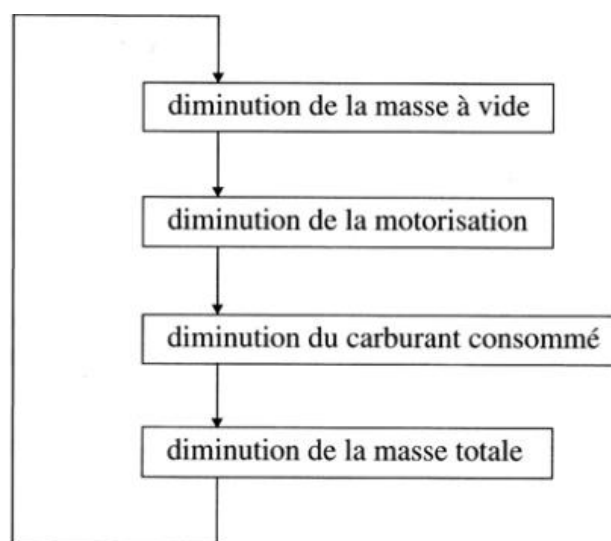 diminution de la masse à vide
diminution de la motorisation
diminution du carburant consommé
diminution de la masse totale